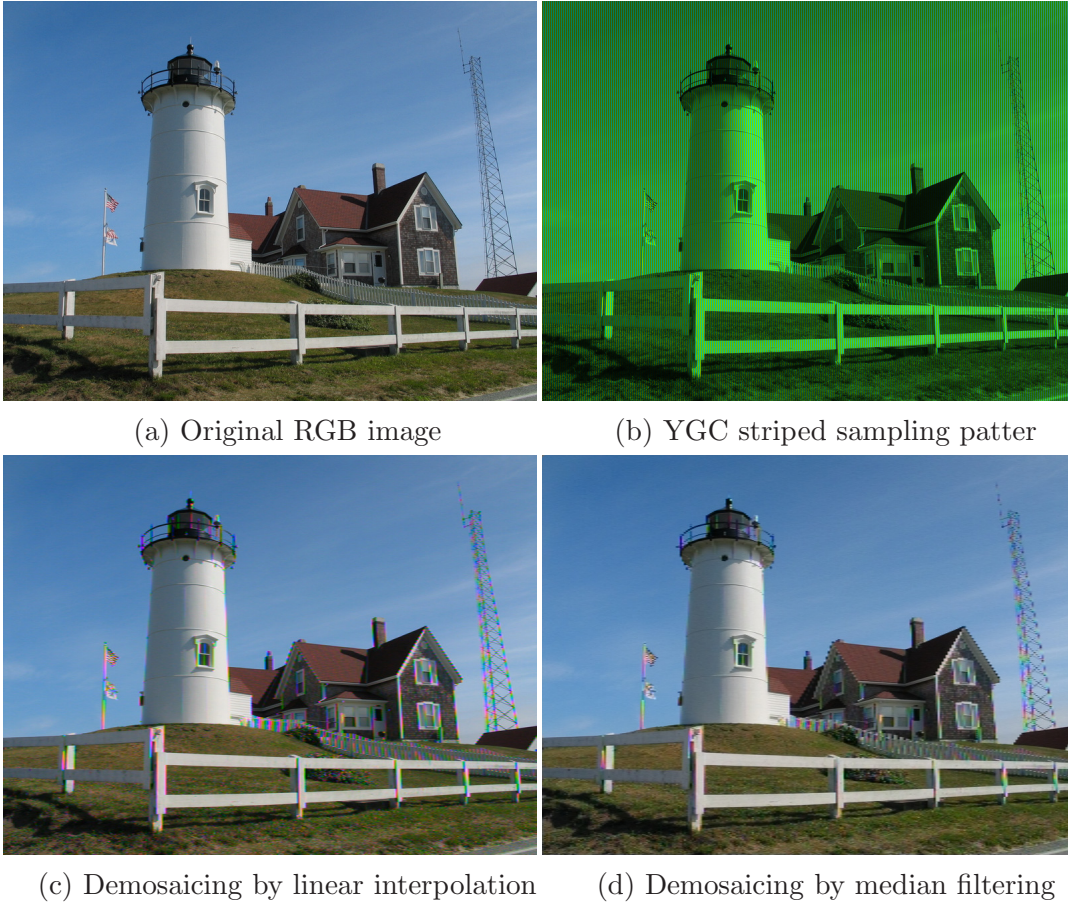 (a) Original RGB image
(b) YGC striped sampling patter
(c) Demosaicing by linear interpolation
(d) Demosaicing by median filtering